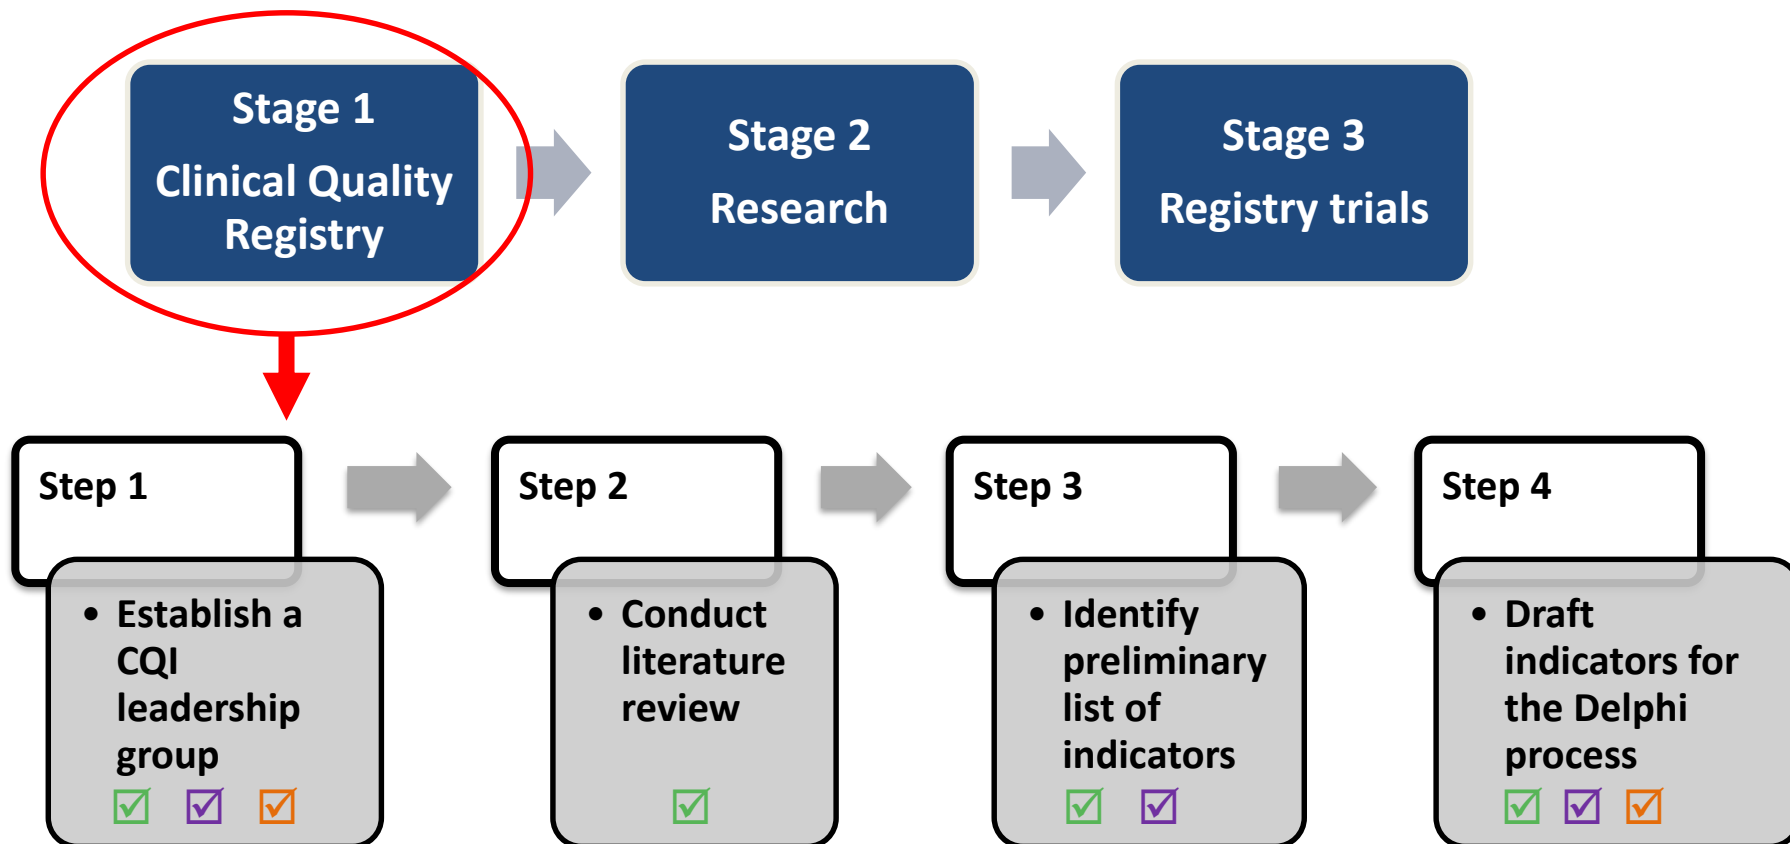 Stage 1
Clinical Quality
Registry
Stage 2
Research
Stage 3
Registry trials
Step 1
• Establish a
CQI
leadership
group
☑ ☑ ☑
Step 2
• Conduct
literature
review
☑
Step 3
• Identify
preliminary
list of
indicators
☑ ☑
Step 4
• Draft
indicators for
the Delphi
process
☑ ☑ ☑